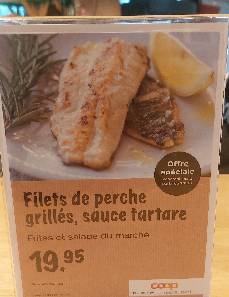 Offre
spéciale
Filets de perche
grillés, sauce tartare
Frites et salade du marché
19.95
coop